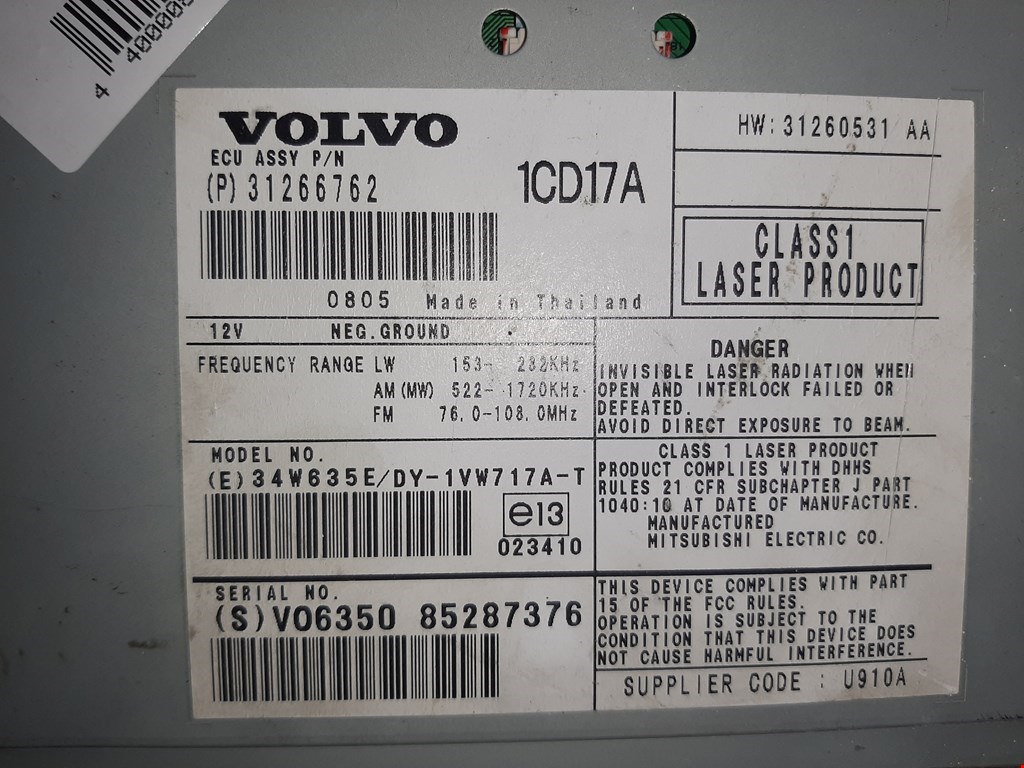 4
VOLVO
ECU ASSY P/N
(P) 31266762
1CD17A
0805 Made in Thailand
HW: 31260531 AA
CLASS1
LASER PRODUCT
12V NEG.GROUND
FREQUENCY RANGE LW 153- 282KHz
AM (MW) 522- 1720KHz
FM 76.0-108.0MHz
DANGER
INVISIBLE LASER RADIATION WHEN
OPEN AND INTERLOCK FAILED OR
DEFEATED.
AVOID DIRECT EXPOSURE TO BEAM.
MODEL NO.
(E) 34W635E/DY-1VW717A-T
e13
023410
CLASS 1 LASER PRODUCT
PRODUCT COMPLIES WITH DHHS
RULES 21 CFR SUBCHAPTER J PART
1040:10 AT DATE OF MANUFACTURE.
MANUFACTURED
MITSUBISHI ELECTRIC CO.
SERIAL NO.
(S)VO6350 85287376
THIS DEVICE COMPLIES WITH PART
15 OF THE FCC RULES.
OPERATION IS SUBJECT TO THE
CONDITION THAT THIS DEVICE DOES
NOT CAUSE HARMFUL INTERFERENCE.
SUPPLIER CODE : U910A